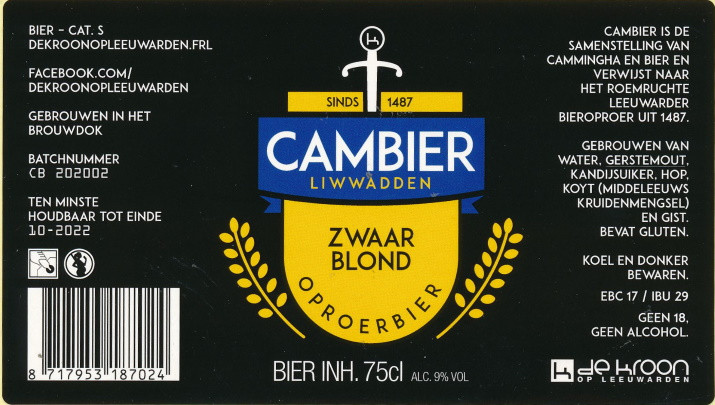 BIER - CAT. S
DEKROONOPLEEUWARDEN.FRL
FACEBOOK.COM/
DEKROONOPLEEUWARDEN
GEBROUWEN IN HET
BROUWDOK
BATCHNUMMER
CB 202002
TEN MINSTE
HOUDBAAR TOT EINDE
10-2022
8 717953 187024
k
SINDS 1487
CAMBIER
LIWWADDEN
ZWAAR
BLOND
OPROERBIER
BIER INH. 75cl ALC. 9% VOL
CAMBIER IS DE
SAMENSTELLING VAN
CAMMINGHA EN BIER EN
VERWIJST NAAR
HET ROEMRUCHTE
LEEUWARDER
BIEROPROER UIT 1487.
GEBROUWEN VAN
WATER, GERSTEMOUT,
KANDIJSUIKER, HOP,
KOYT (MIDDELEEUWS
KRUIDENMENGSEL)
EN GIST.
BEVAT GLUTEN.
KOEL EN DONKER
BEWAREN.
EBC 17 / IBU 29
GEEN 18,
GEEN ALCOHOL.
k de kroon
OP LEEUWARDEN